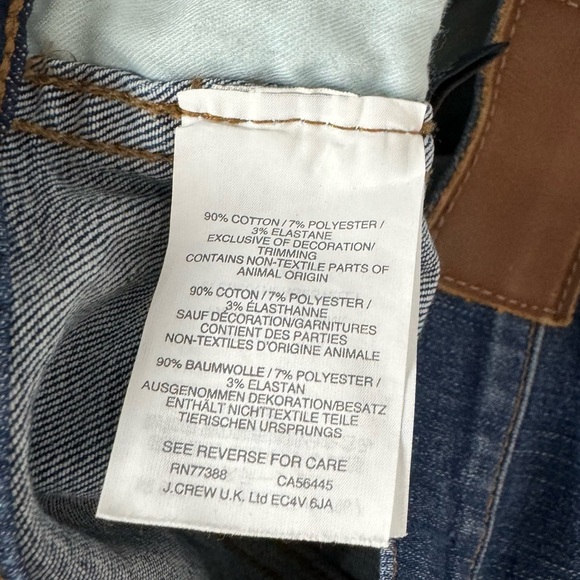 90% COTTON / 7% POLYESTER /
3% ELASTANE
EXCLUSIVE OF DECORATION/
TRIMMING
CONTAINS NON-TEXTILE PARTS OF
ANIMAL ORIGIN
90% COTON / 7% POLYESTER /
3% ÉLASTHANNE
SAUF DÉCORATION/GARNITURES
CONTIENT DES PARTIES
NON-TEXTILES D'ORIGINE ANIMALE
90% BAUMWOLLE / 7% POLYESTER /
3% ELASTAN
AUSGENOMMEN DEKORATION/BESATZ
ENTHÄLT NICHTTEXTILE TEILE
TIERISCHEN URSPRUNGS
SEE REVERSE FOR CARE
RN77388 CA56445
J.CREW U.K. Ltd EC4V 6JA